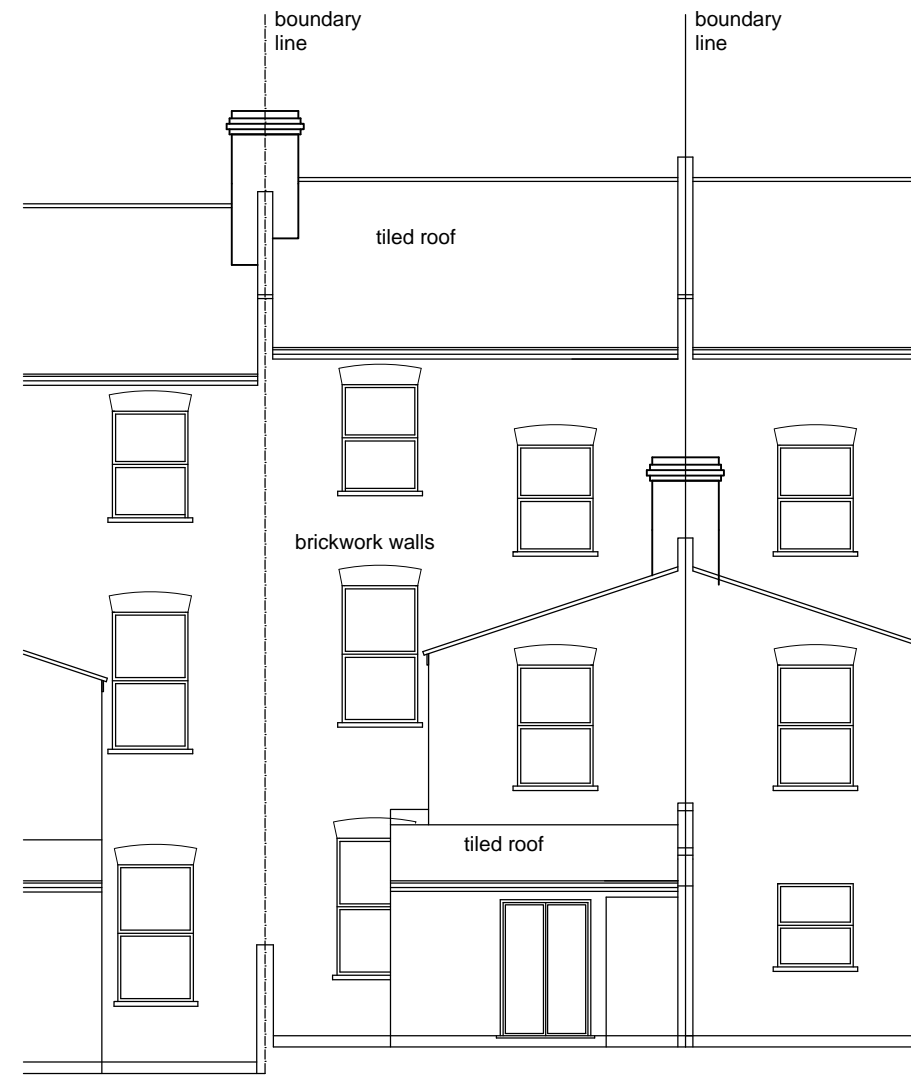 boundary
line
boundary
line
tiled roof
brickwork walls
tiled roof